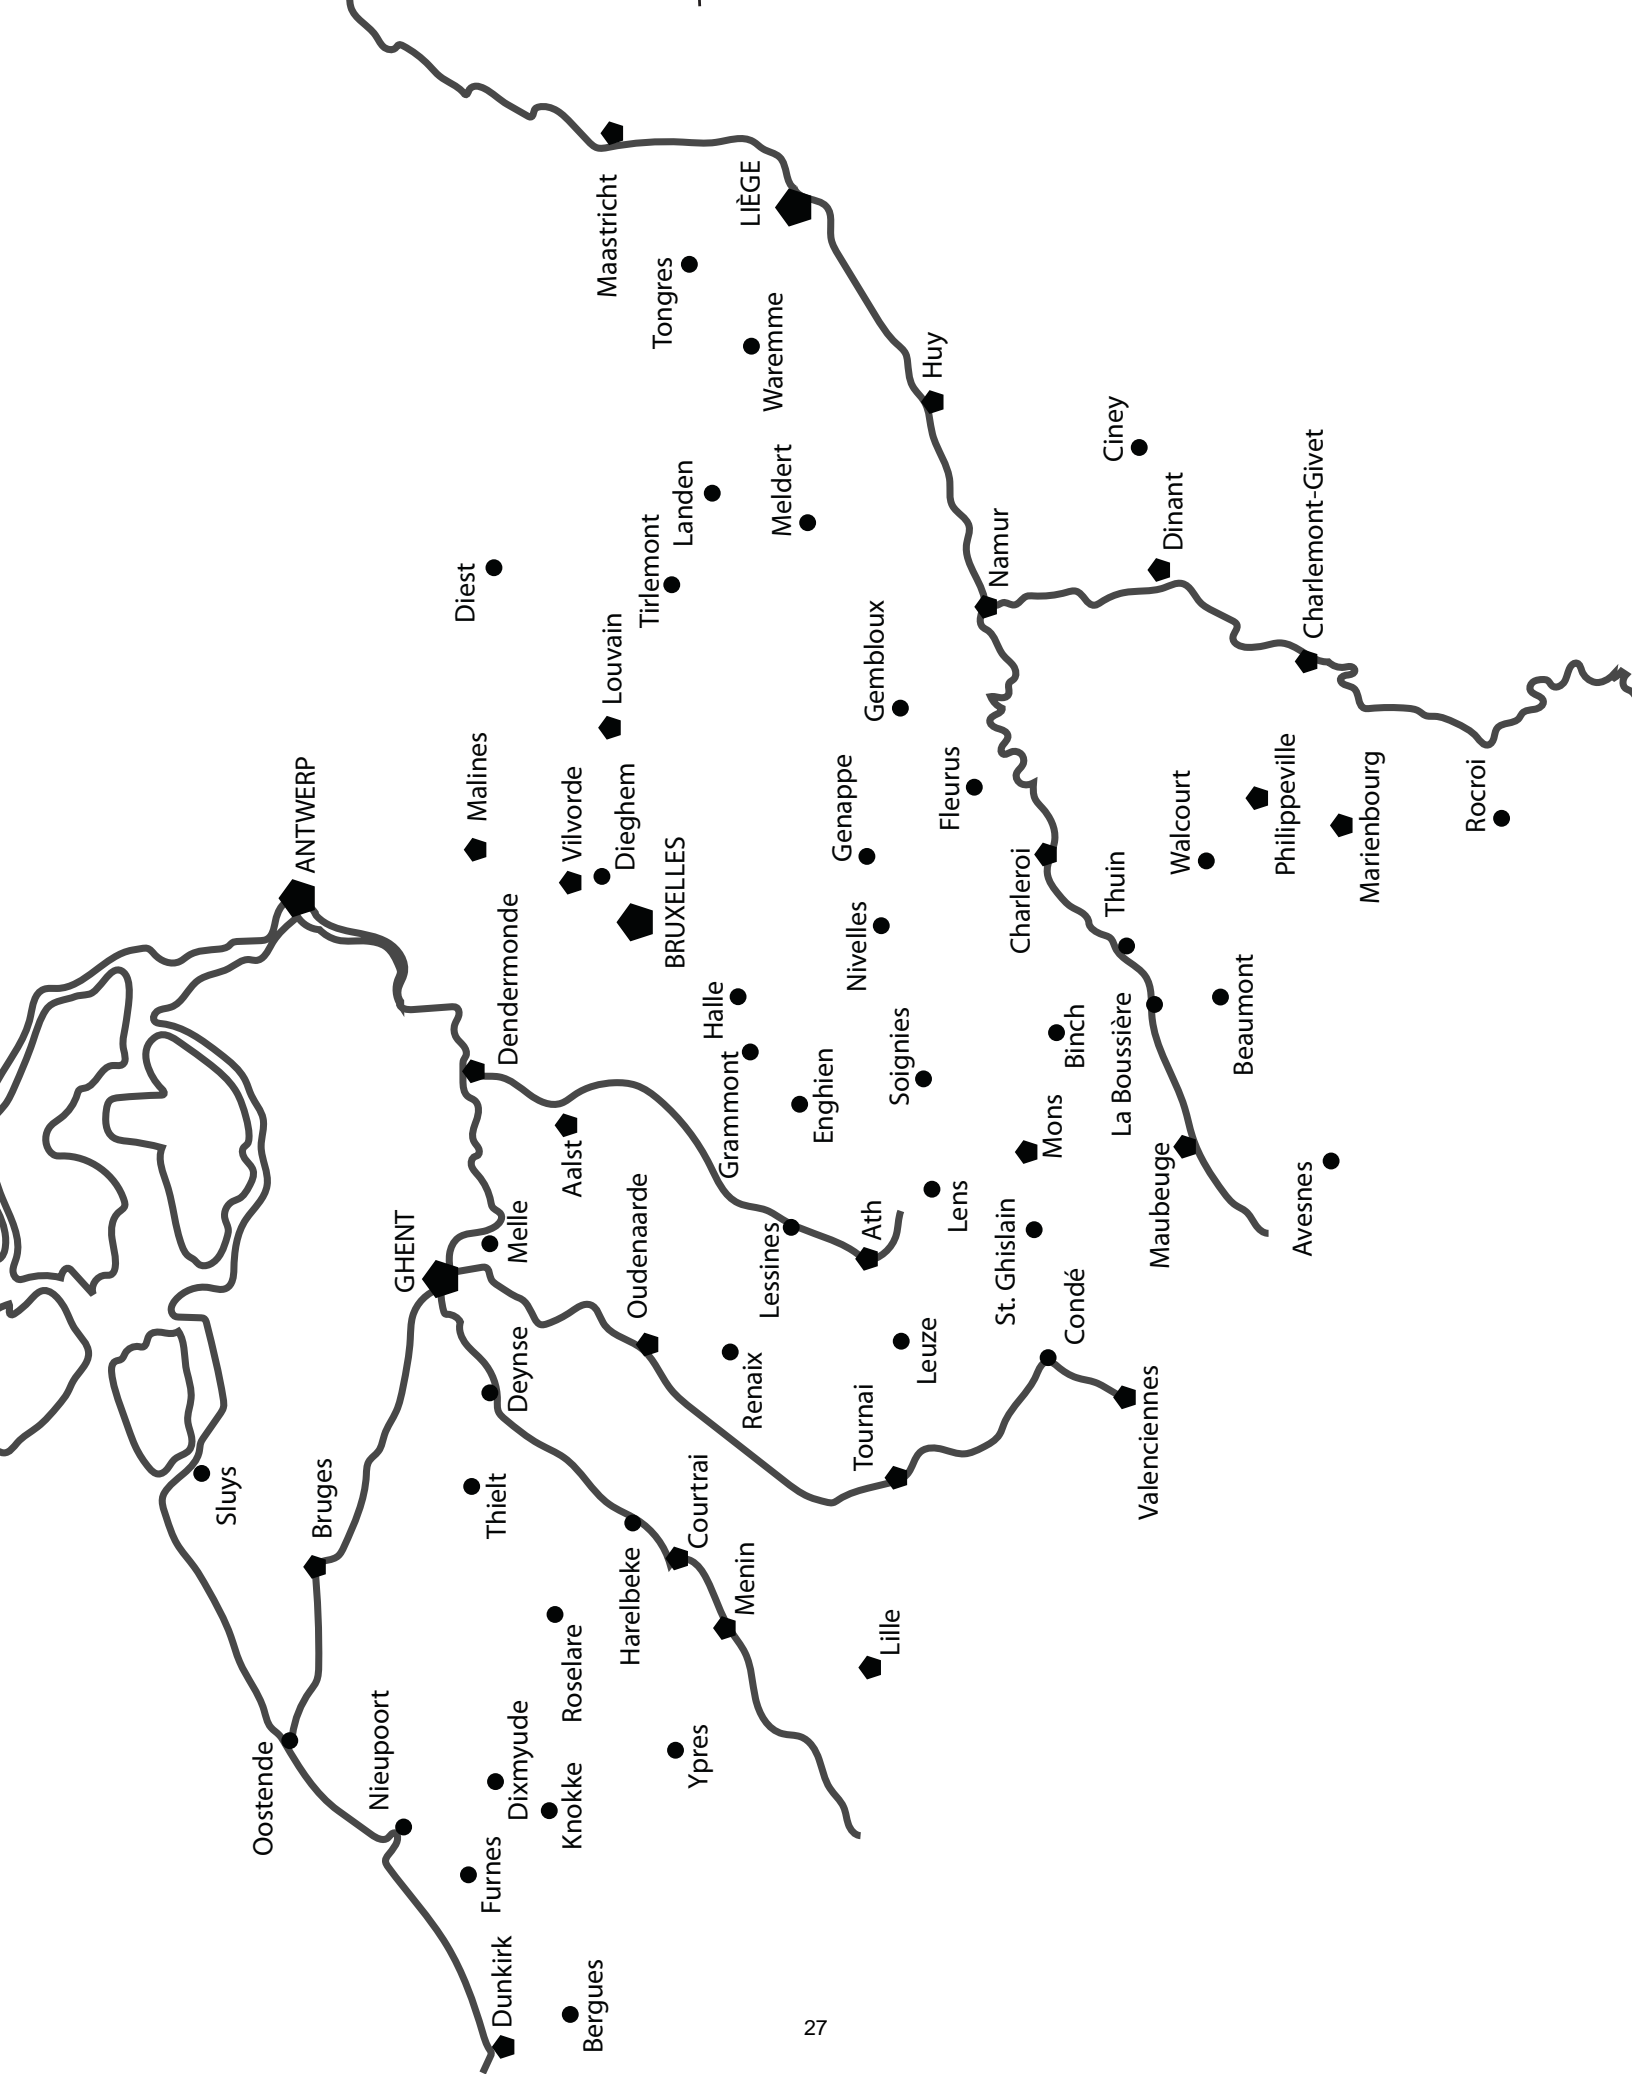 Maastricht
LIÈGE
Tongres
Waremme
Huy
Ciney
Landen
Meldert
Dinant
Charlemont-Givet
Namur
Tirlemont
Diest
Louvain
Gembloux
Malines
ANTWERP
Vilvorde
Dieghem
BRUXELLES
Genappe
Fleurus
Walcourt
Philippeville
Marienbourg
Rocroi
Charleroi
Thuin
Nivelles
Dendermonde
Halle
Grammont
Enghien
Soignies
Binch
La Boussière
Beaumont
Mons
Maubeuge
Avesnes
Aalst
Oudenaarde
Melle
GHENT
Lessines
Ath
Lens
St. Ghislain
Condé
Valenciennes
Leuze
Renaix
Tournai
Deynse
Thielt
Courtrai
Harelbeke
Menin
Bruges
Sluys
Lille
Roselare
Ypres
Dixmyude
Knokke
Nieupoort
Oostende
Furnes
Dunkirk
Bergues
27